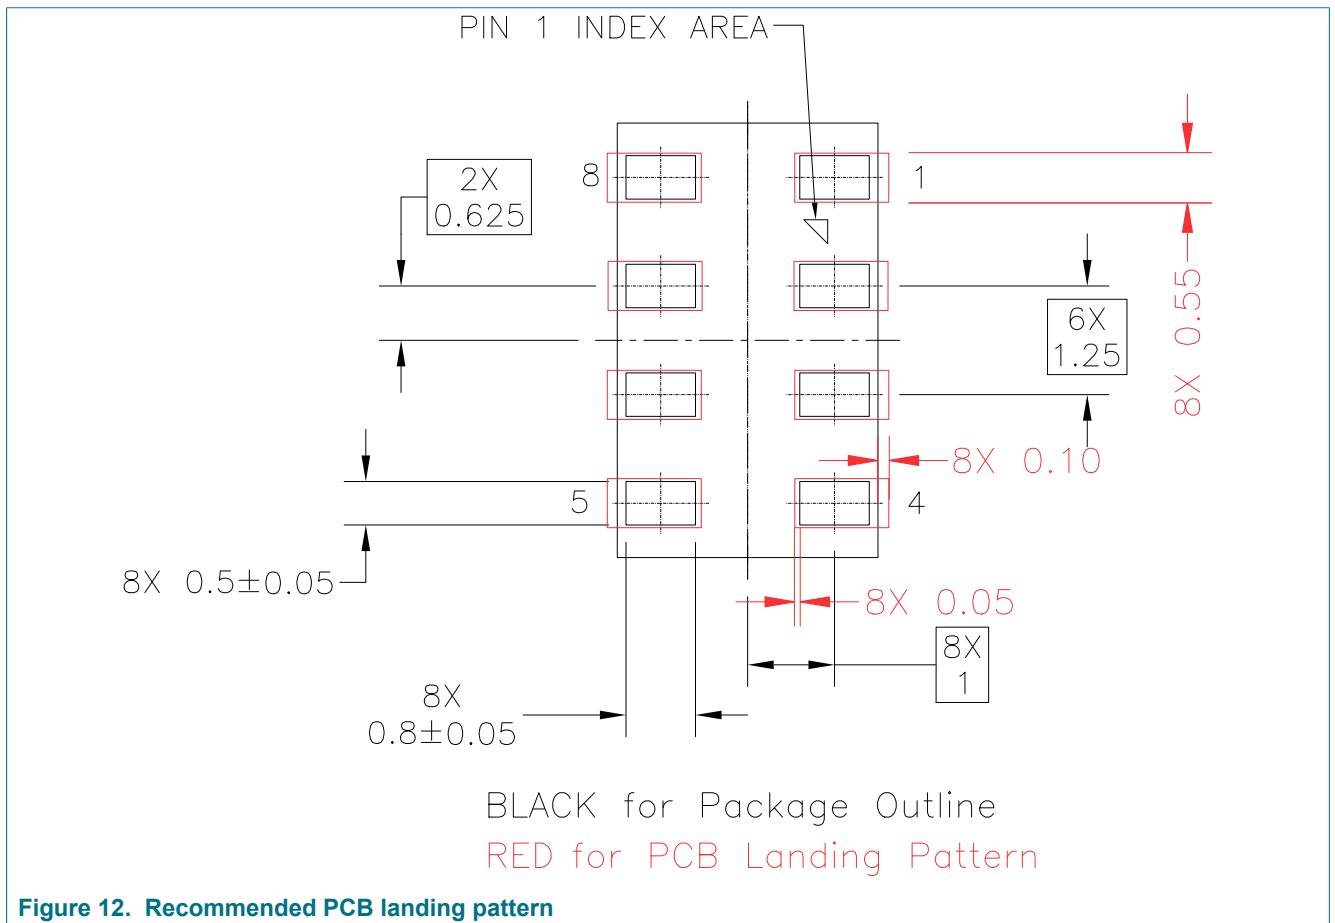 PIN 1 INDEX AREA
8
1
2X
0.625
8X 0.55
6X
1.25
8X 0.10
5
4
8X 0.5±0.05
8X 0.05
8X
1
8X
0.8±0.05
BLACK for Package Outline
RED for PCB Landing Pattern
Figure 12. Recommended PCB landing pattern